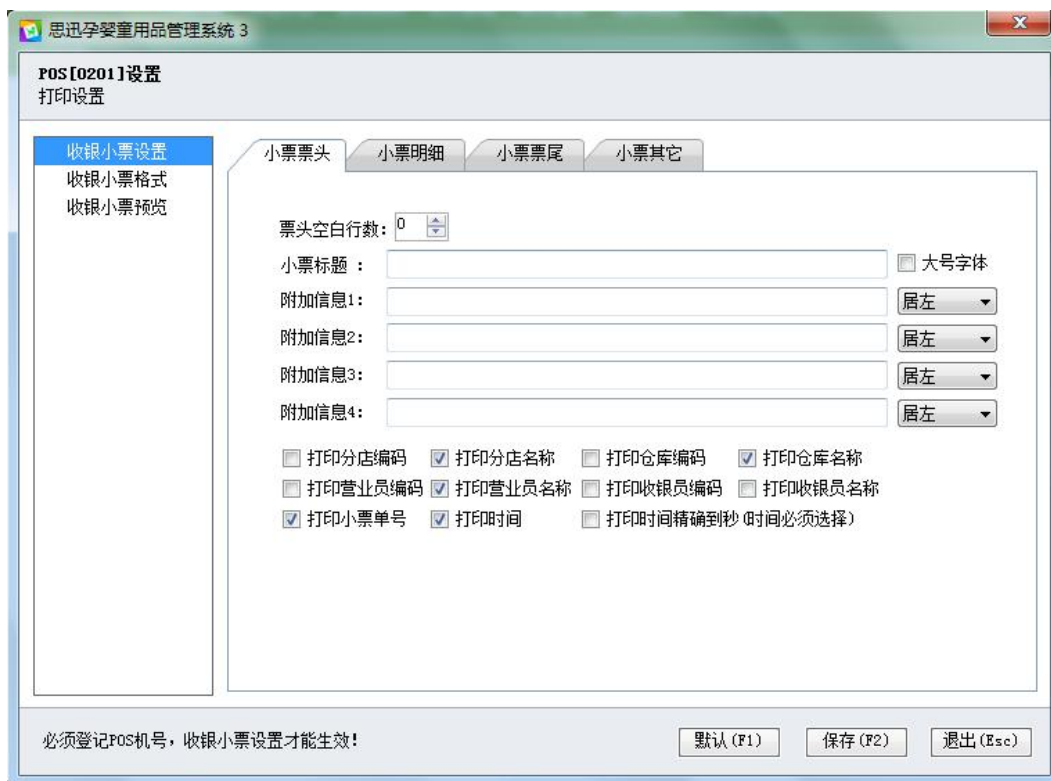 思迅孕婴童用品管理系统 3
POS[0201]设置
打印设置
收银小票设置
收银小票格式
收银小票预览
小票票头 小票明细 小票票尾 小票其它
票头空白行数: 0
小票标题 : 大号字体
附加信息1: 居左
附加信息2: 居左
附加信息3: 居左
附加信息4: 居左
打印分店编码 打印分店名称 打印仓库编码 打印仓库名称
打印营业员编码 打印营业员名称 打印收银员编码 打印收银员名称
打印小票单号 打印时间 打印时间精确到秒(时间必须选择)
必须登记POS机号，收银小票设置才能生效! 默认(F1) 保存(F2) 退出(Esc)